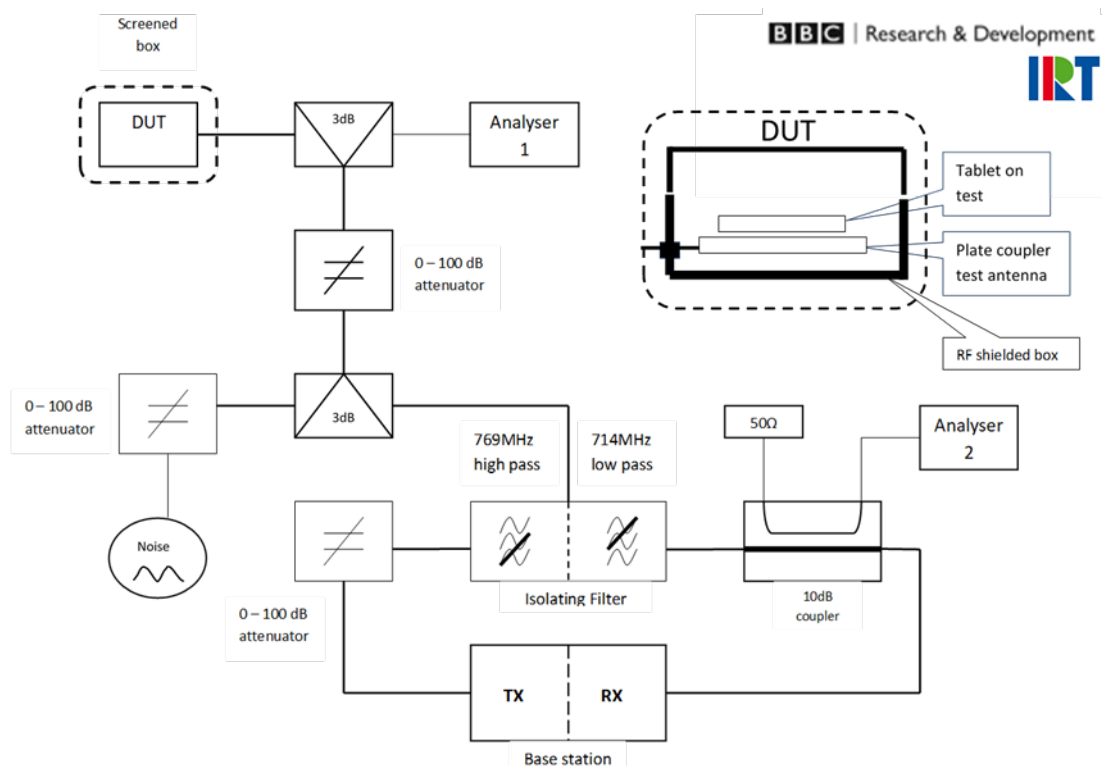 Screened
box
BBC | Research & Development
IRT
DUT
3dB
Analyser
1
DUT
Tablet on
test
Plate coupler
test antenna
RF shielded box
0 – 100 dB
attenuator
0 – 100 dB
attenuator
3dB
769MHz
high pass
714MHz
low pass
50Ω
Analyser
2
Noise
Isolating Filter
10dB
coupler
0 – 100 dB
attenuator
TX
RX
Base station